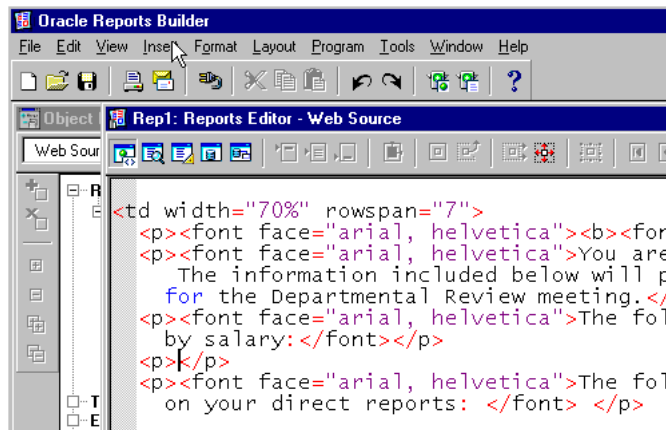 Oracle Reports Builder
File Edit View Insert Format Layout Program Tools Window Help
Object
Rep1: Reports Editor - Web Source
Web Sour
R
<td width="70%" rowspan="7">
<p><font face="arial, helvetica"><b><fon
<p><font face="arial, helvetica">You are
The information included below will p
for the Departmental Review meeting.</
<p><font face="arial, helvetica">The fol
by salary:</font></p>
<p></p>
<p><font face="arial, helvetica">The fol
T
on your direct reports: </font> </p>
E